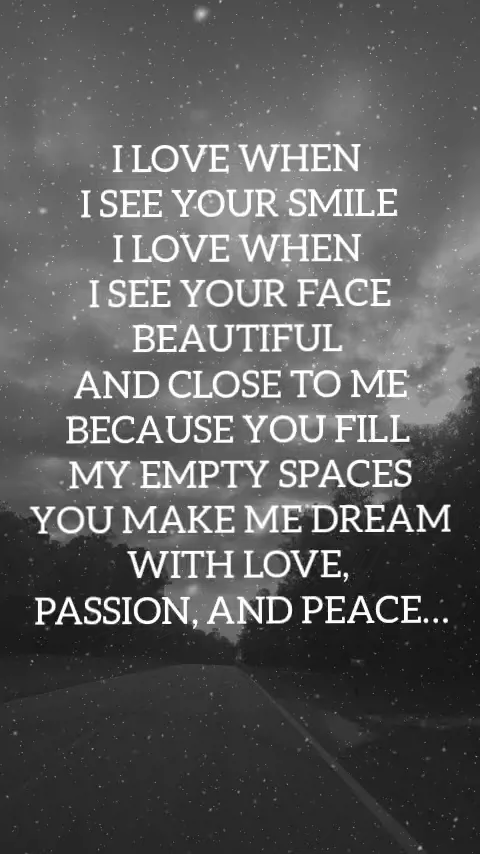 I LOVE WHEN
I SEE YOUR SMILE
I LOVE WHEN
I SEE YOUR FACE
BEAUTIFUL
AND CLOSE TO ME
BECAUSE YOU FILL
MY EMPTY SPACES
YOU MAKE ME DREAM
WITH LOVE,
PASSION, AND PEACE...